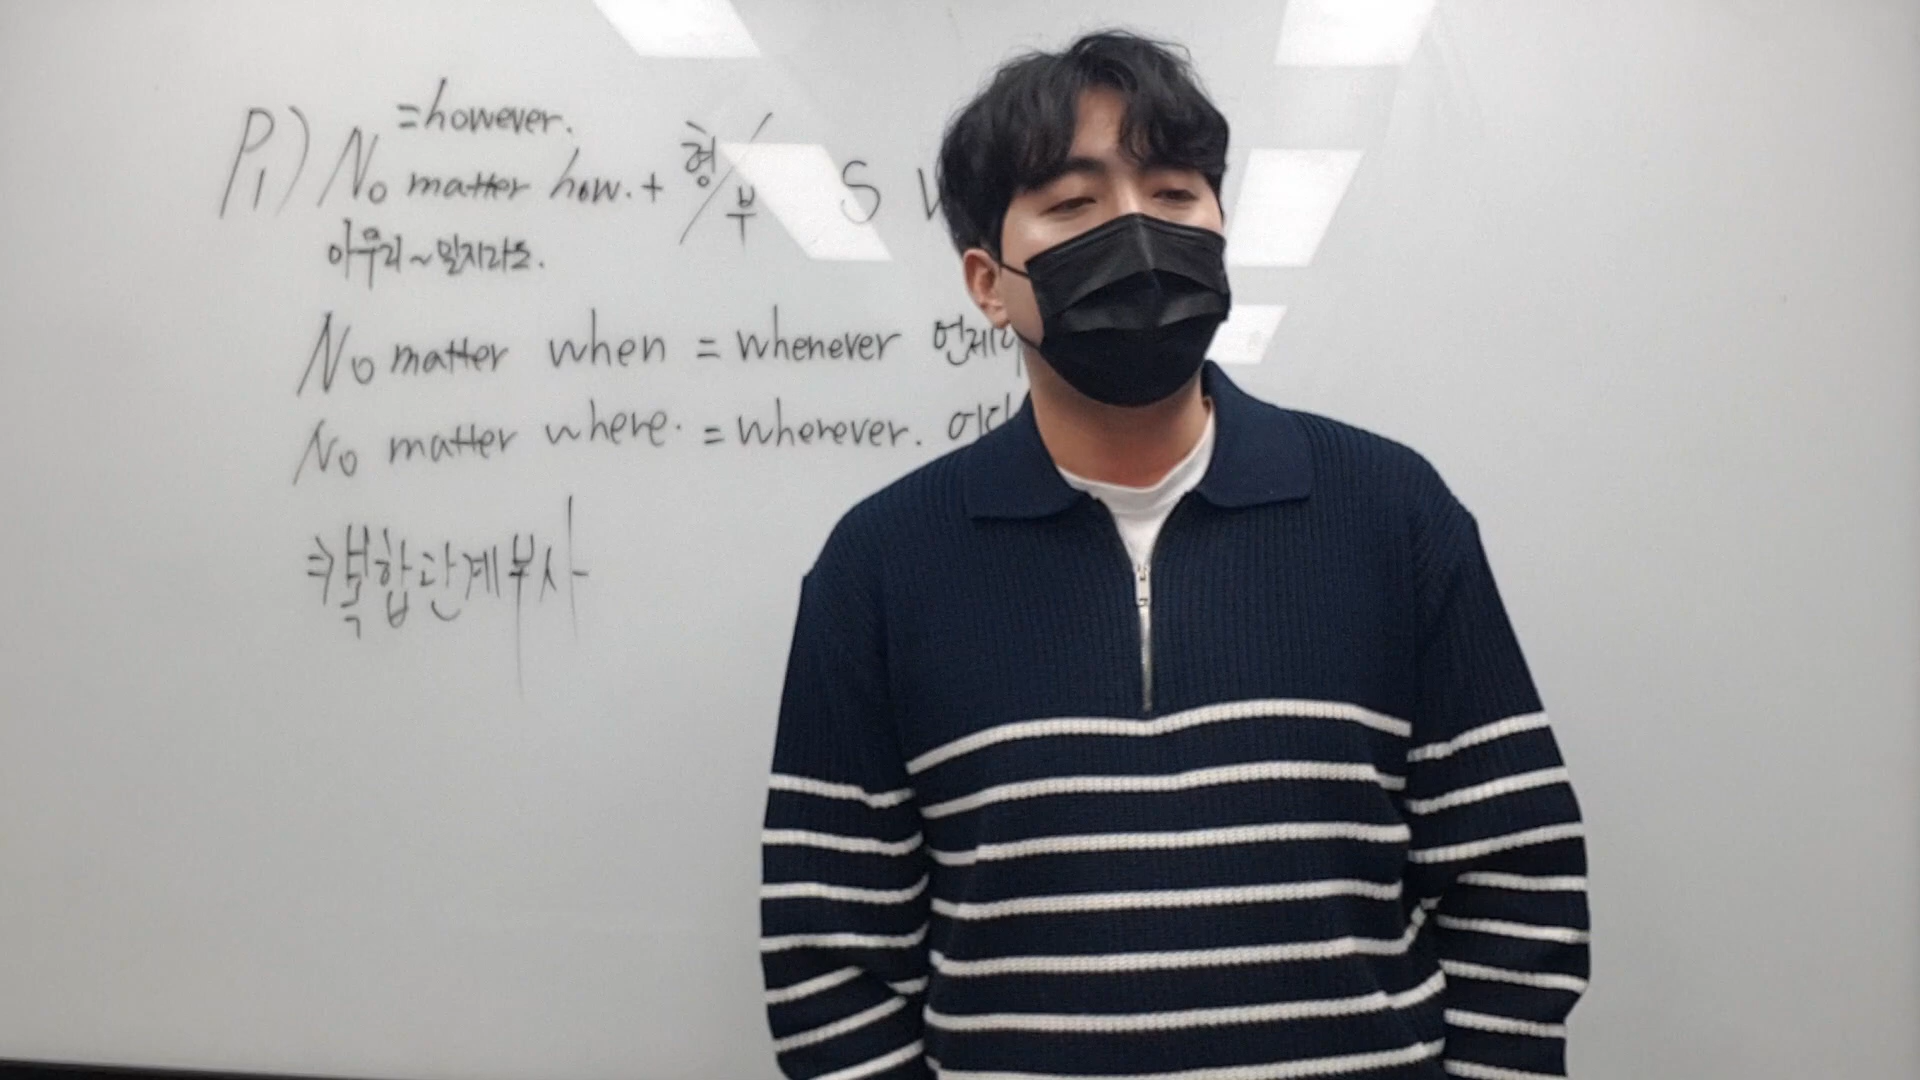 =however.
P1) No matter how. + 형/부 S V
아무리~일지라도.
No matter when = whenever 언제
No matter where. = wherever. 어디
⇒복합관계부사